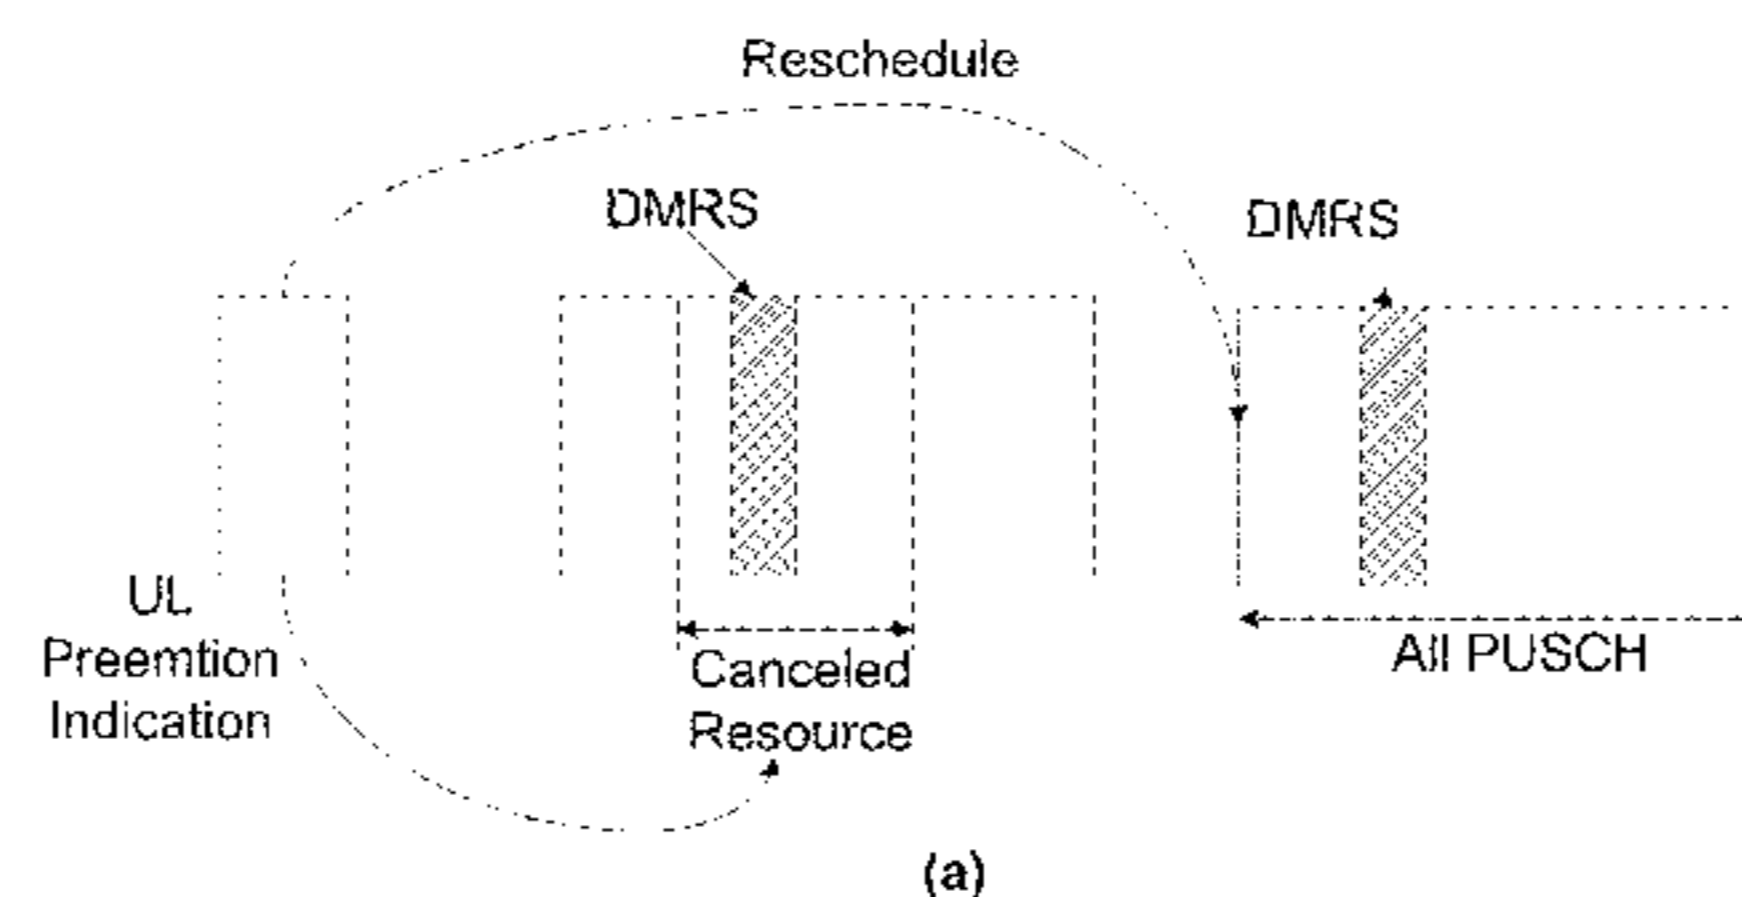 Reschedule
DMRS
DMRS
UL
Preemtion
Indication
Canceled
Resource
All PUSCH
(a)